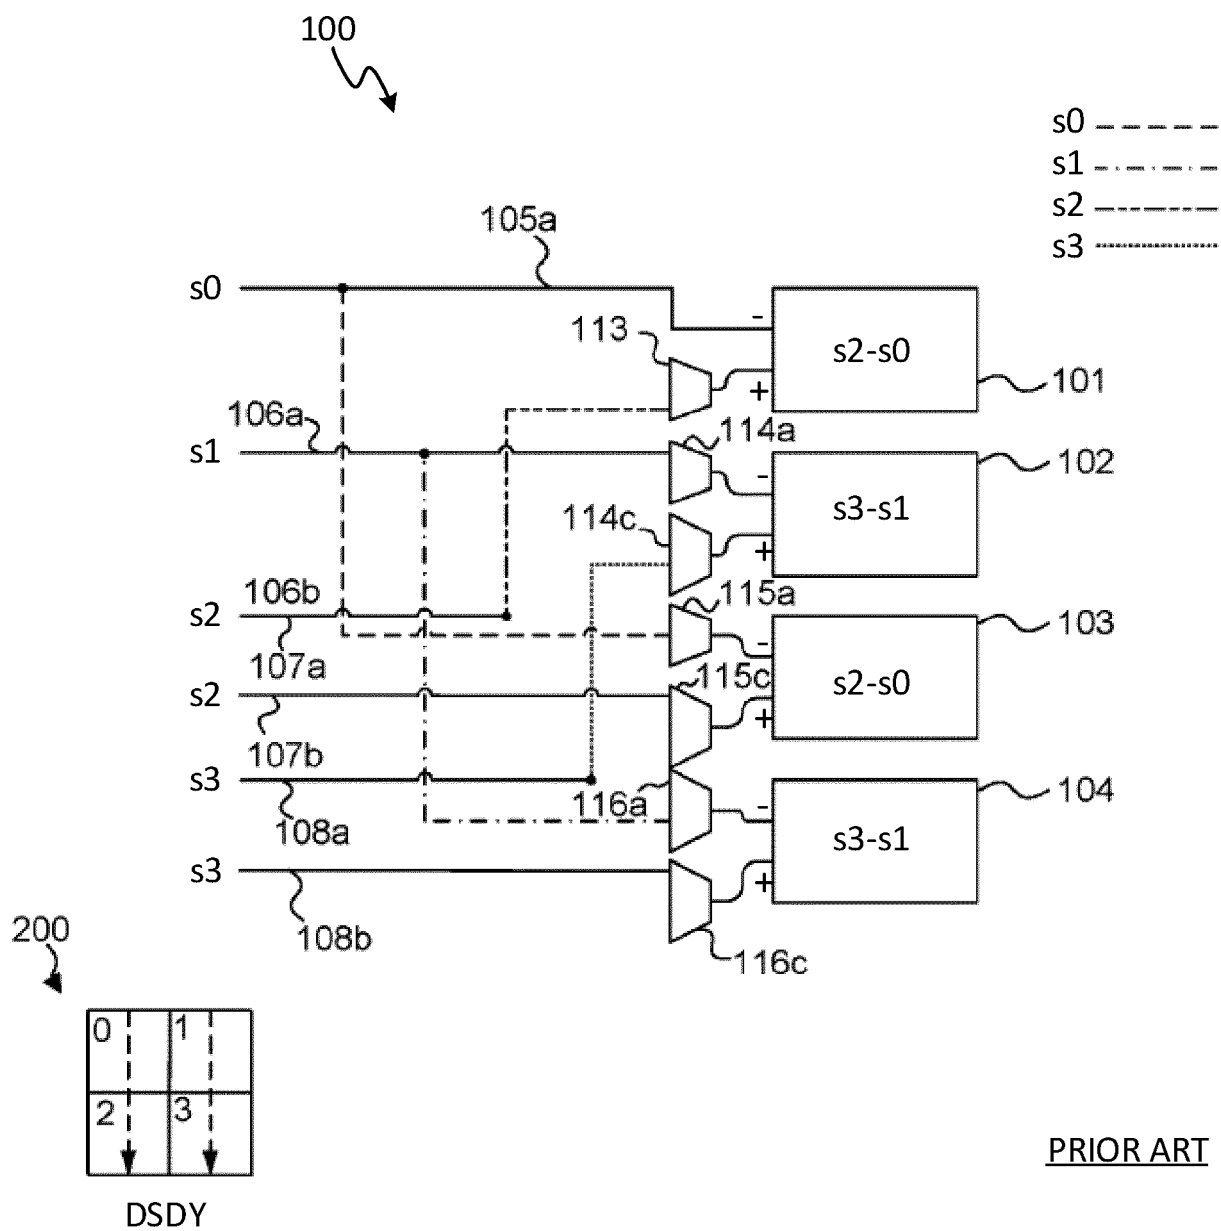 100
s0
s1
s2
s3
105a
s0
-
113
s2-s0
+
101
106a
s1
114a
102
-
s3-s1
114c
+
106b
s2
107a
115a
103
-
s2-s0
115c
s2
+
107b
s3
116a
104
-
s3-s1
108a
s3
+
108b
116c
200
0 1
2 3
DSDY
PRIOR ART